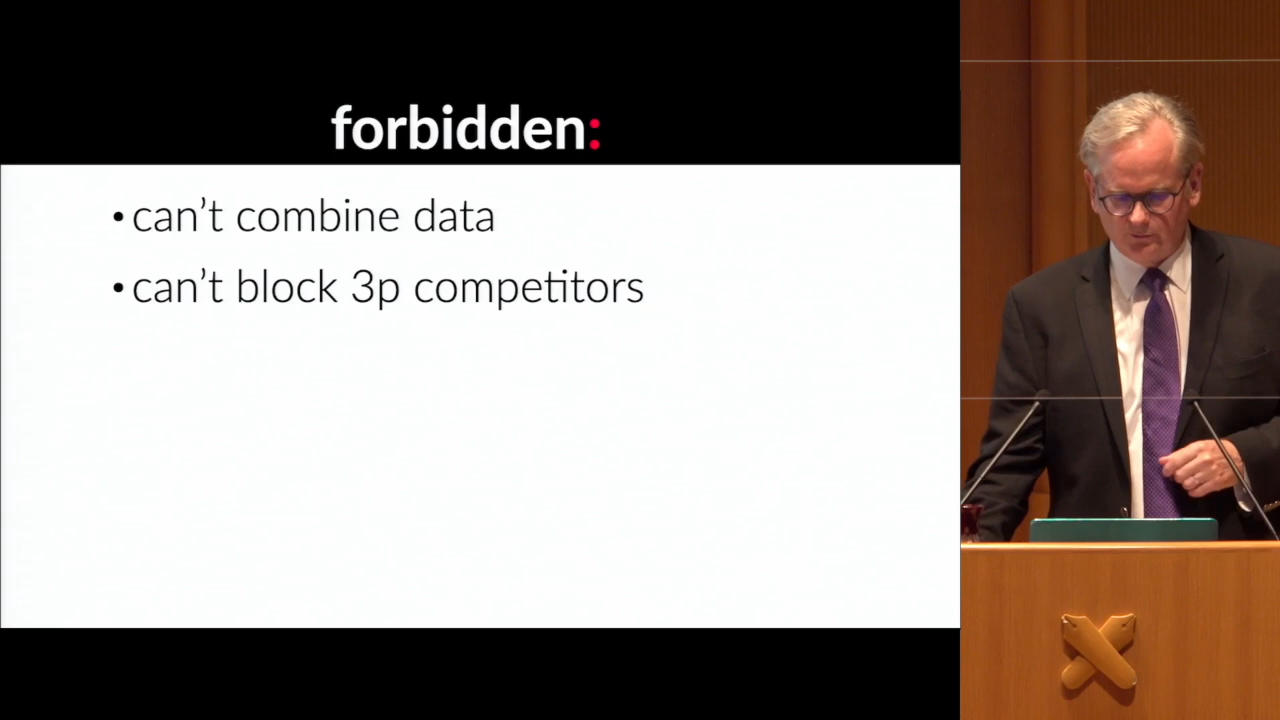 forbidden:
• can’t combine data
• can’t block 3p competitors